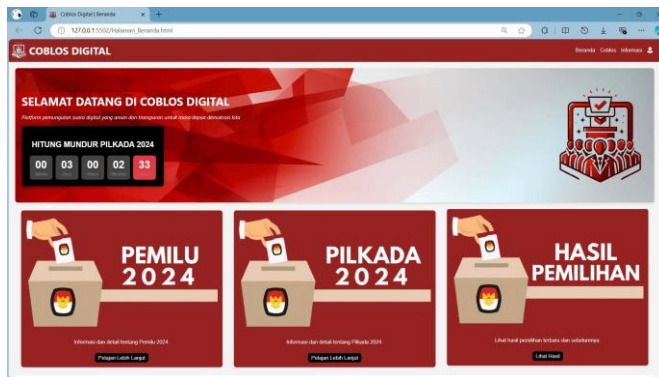 Coblos Digital | Beranda
127.0.0.1:5502/Halaman_Beranda.html
COBLOS DIGITAL
Beranda Coblos Informasi
SELAMAT DATANG DI COBLOS DIGITAL
Platform pemungutan suara digital yang aman dan transparan untuk masa depan demokrasi kita
HITUNG MUNDUR PILKADA 2024
00 03 00 02 33
PEMILU
2024
Informasi dan detail tentang Pemilu 2024.
Pelajari Lebih Lanjut
PILKADA
2024
Informasi dan detail tentang Pilkada 2024.
Pelajari Lebih Lanjut
HASIL
PEMILIHAN
Lihat hasil pemilihan terbaru dan sebelumnya.
Lihat Hasil